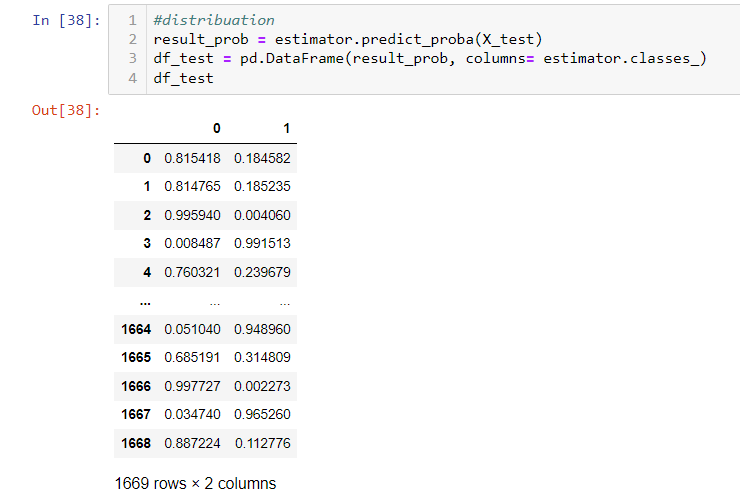 In [38]:
1 #distribuation
2 result_prob = estimator.predict_proba(X_test)
3 df_test = pd.DataFrame(result_prob, columns= estimator.classes_)
4 df_test
Out[38]:
0 1
0 0.815418 0.184582
1 0.814765 0.185235
2 0.995940 0.004060
3 0.008487 0.991513
4 0.760321 0.239679
... ... ...
1664 0.051040 0.948960
1665 0.685191 0.314809
1666 0.997727 0.002273
1667 0.034740 0.965260
1668 0.887224 0.112776
1669 rows × 2 columns